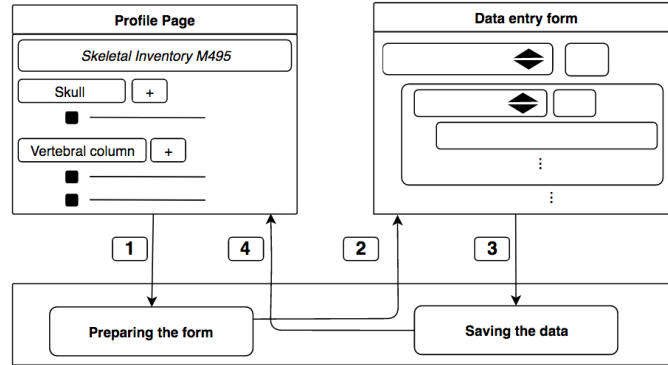 Profile Page
Skeletal Inventory M495
Skull +
Vertebral column +
Data entry form
1
4
2
3
Preparing the form
Saving the data